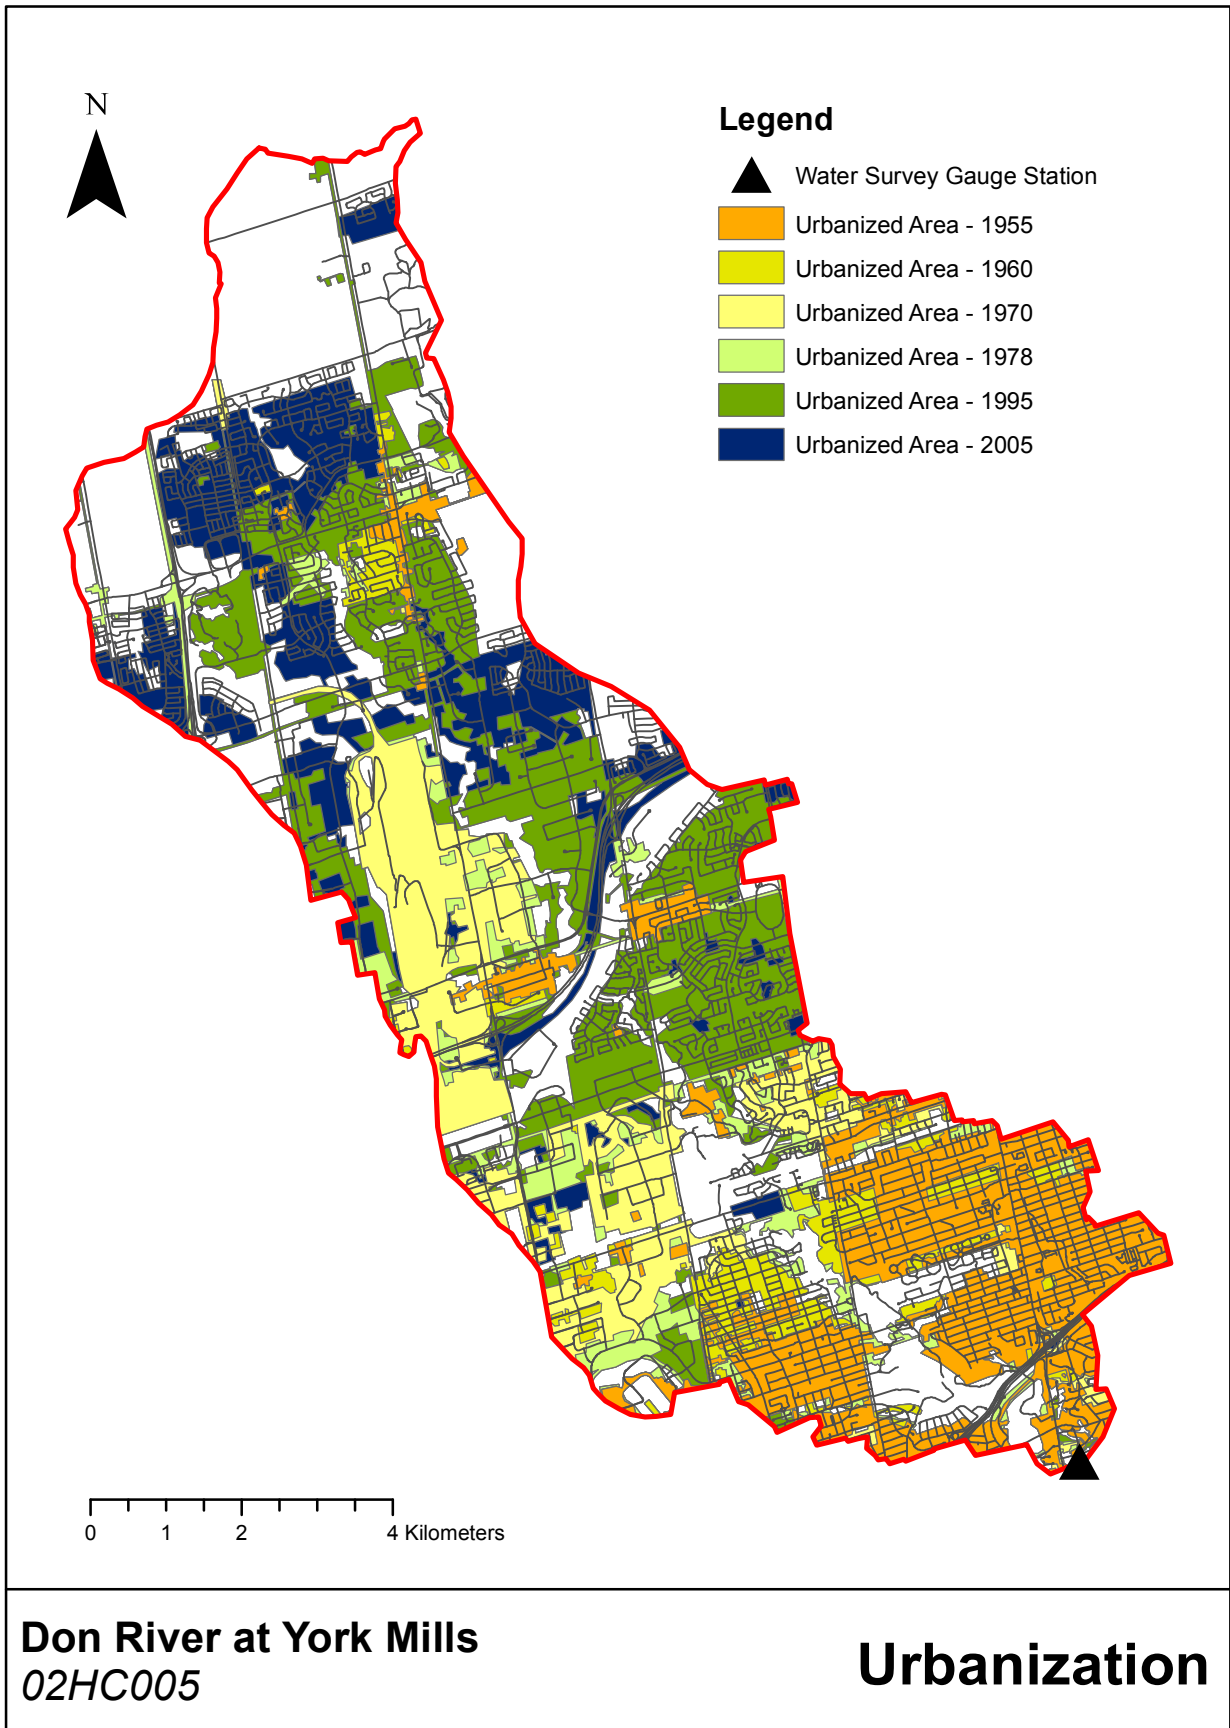 N
Legend
Water Survey Gauge Station
Urbanized Area - 1955
Urbanized Area - 1960
Urbanized Area - 1970
Urbanized Area - 1978
Urbanized Area - 1995
Urbanized Area - 2005
0 1 2 4 Kilometers
Don River at York Mills
02HC005
Urbanization